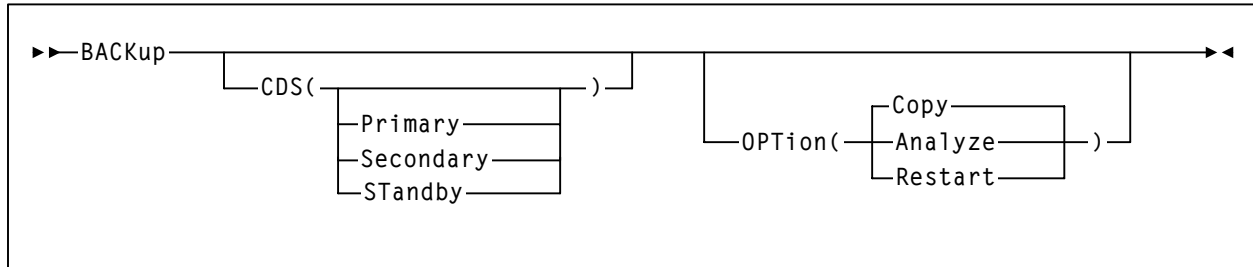 BACKup
CDS( )
Primary
Secondary
STandby
OPTion( )
Copy
Analyze
Restart